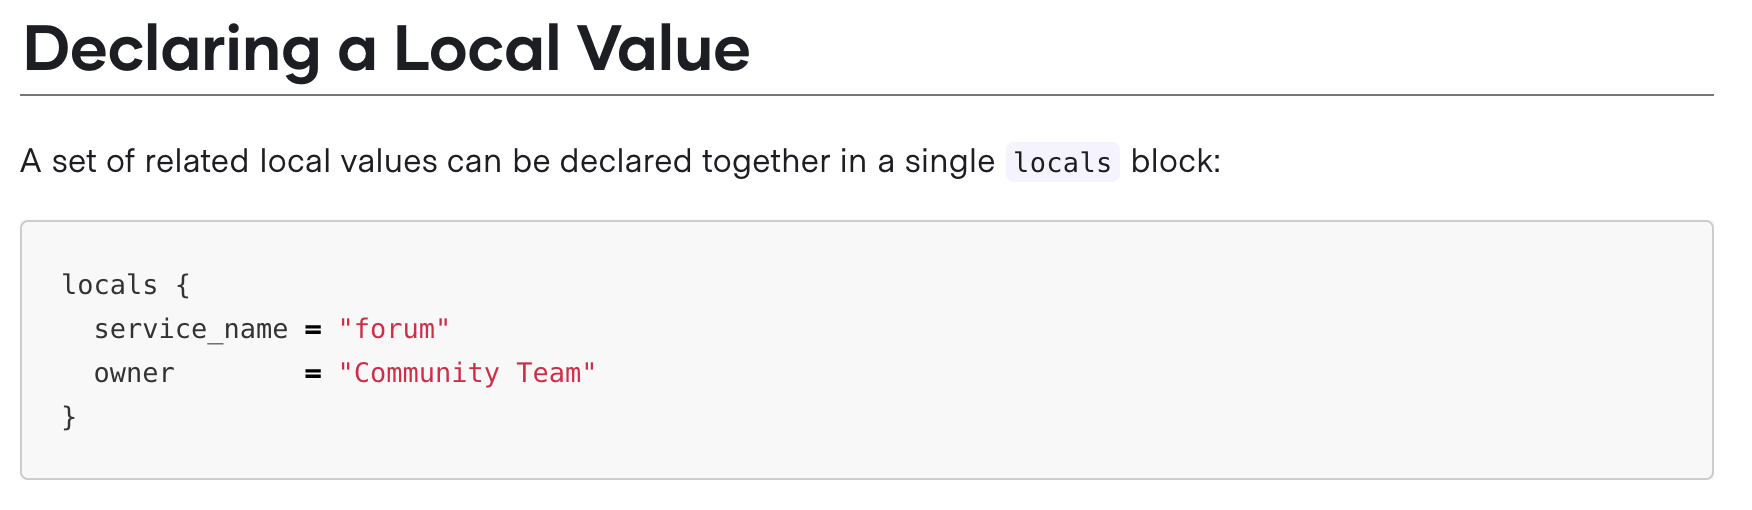 Declaring a Local Value
A set of related local values can be declared together in a single locals block:
locals {
  service_name = "forum"
  owner        = "Community Team"
}